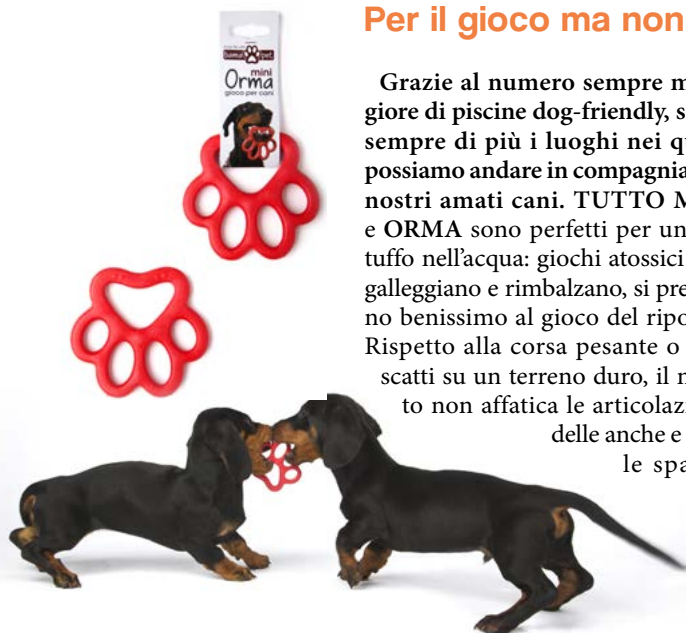 bama pet
mini
Orma
gioco per cani
Per il gioco ma non
Grazie al numero sempre m
giore di piscine dog-friendly, s
sempre di più i luoghi nei qu
possiamo andare in compagnia
nostri amati cani. TUTTO M
e ORMA sono perfetti per un
tuffo nell'acqua: giochi atossici
galleggiano e rimbalzano, si pre
no benissimo al gioco del ripo
Rispetto alla corsa pesante o
scatti su un terreno duro, il n
to non affatica le articolaz
delle anche e
le spa